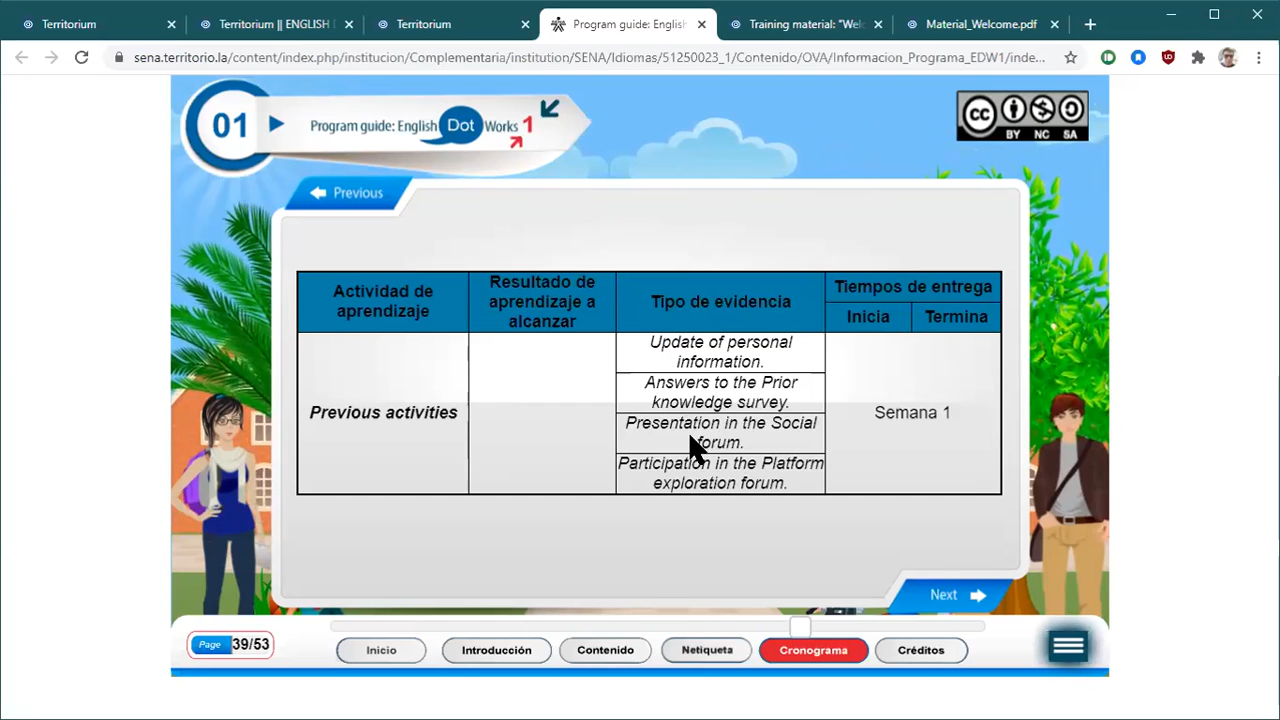 Territorium
Territorium || ENGLISH
Territorium
Program guide: English
Training material: "Wel
Material_Welcome.pdf
sena.territorio.la/content/index.php/institucion/Complementaria/institution/SENA/Idiomas/51250023_1/Contenido/OVA/Informacion_Programa_EDW1/inde...
01
Program guide: English Dot Works 1
CC
BY NC SA
Previous
Actividad de
aprendizaje
Resultado de
aprendizaje a
alcanzar
Tipo de evidencia
Tiempos de entrega
Inicia
Termina
Previous activities
Update of personal
information.
Answers to the Prior
knowledge survey.
Presentation in the Social
forum.
Participation in the Platform
exploration forum.
Semana 1
Next
Page 39/53
Inicio
Introducción
Contenido
Netiqueta
Cronograma
Créditos